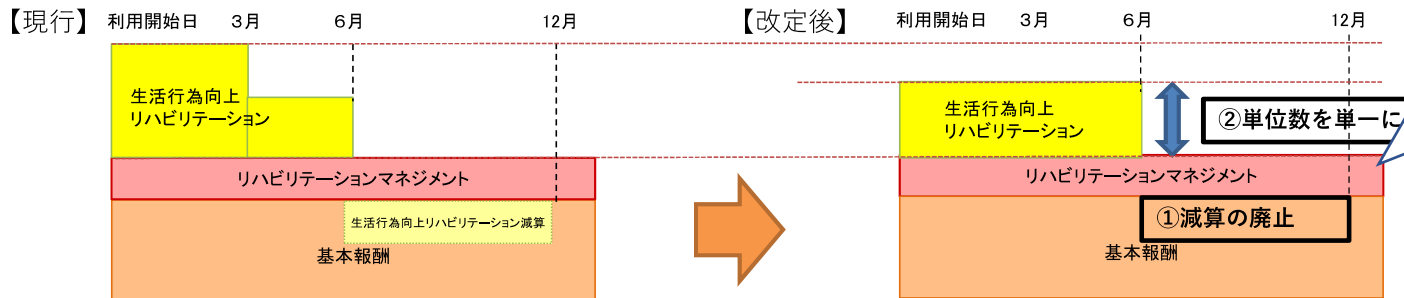 【現行】
利用開始日 3月 6月 12月
生活行為向上
リハビリテーション
リハビリテーションマネジメント
生活行為向上リハビリテーション減算
基本報酬
【改定後】
利用開始日 3月 6月 12月
生活行為向上
リハビリテーション
②単位数を単一に
リハビリテーションマネジメント
①減算の廃止
基本報酬